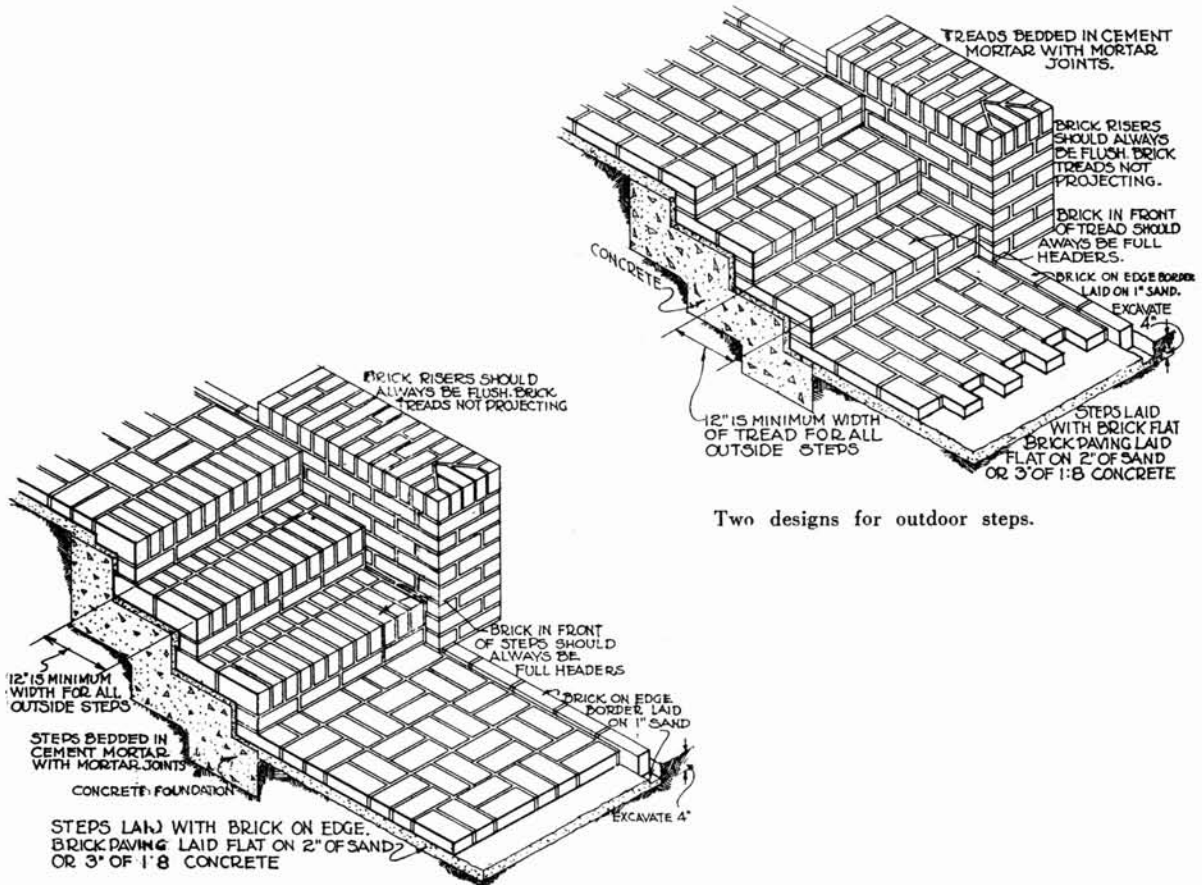 TREADS BEDDED IN CEMENT
MORTAR WITH MORTAR
JOINTS.
BRICK RISERS
SHOULD ALWAYS
BE FLUSH. BRICK
TREADS NOT
PROJECTING.
BRICK IN FRONT
OF TREAD SHOULD
AWAYS BE FULL
HEADERS.
BRICK ON EDGE BORDER
LAID ON 1" SAND.
EXCAVATE
4"
CONCRETE
12" IS MINIMUM WIDTH
OF TREAD FOR ALL
OUTSIDE STEPS
STEPS LAID
WITH BRICK FLAT
BRICK PAVING LAID
FLAT ON 2" OF SAND
OR 3" OF 1:8 CONCRETE
Two designs for outdoor steps.
BRICK RISERS SHOULD
ALWAYS BE FLUSH. BRICK
TREADS NOT PROJECTING
BRICK IN FRONT
OF STEPS SHOULD
ALWAYS BE
FULL HEADERS
BRICK ON EDGE
BORDER LAID
ON 1" SAND
EXCAVATE 4"
12" IS MINIMUM
WIDTH FOR ALL
OUTSIDE STEPS
STEPS BEDDED IN
CEMENT MORTAR
WITH MORTAR JOINTS
CONCRETE FOUNDATION
STEPS LAID WITH BRICK ON EDGE.
BRICK PAVING LAID FLAT ON 2" OF SAND
OR 3" OF 1:8 CONCRETE